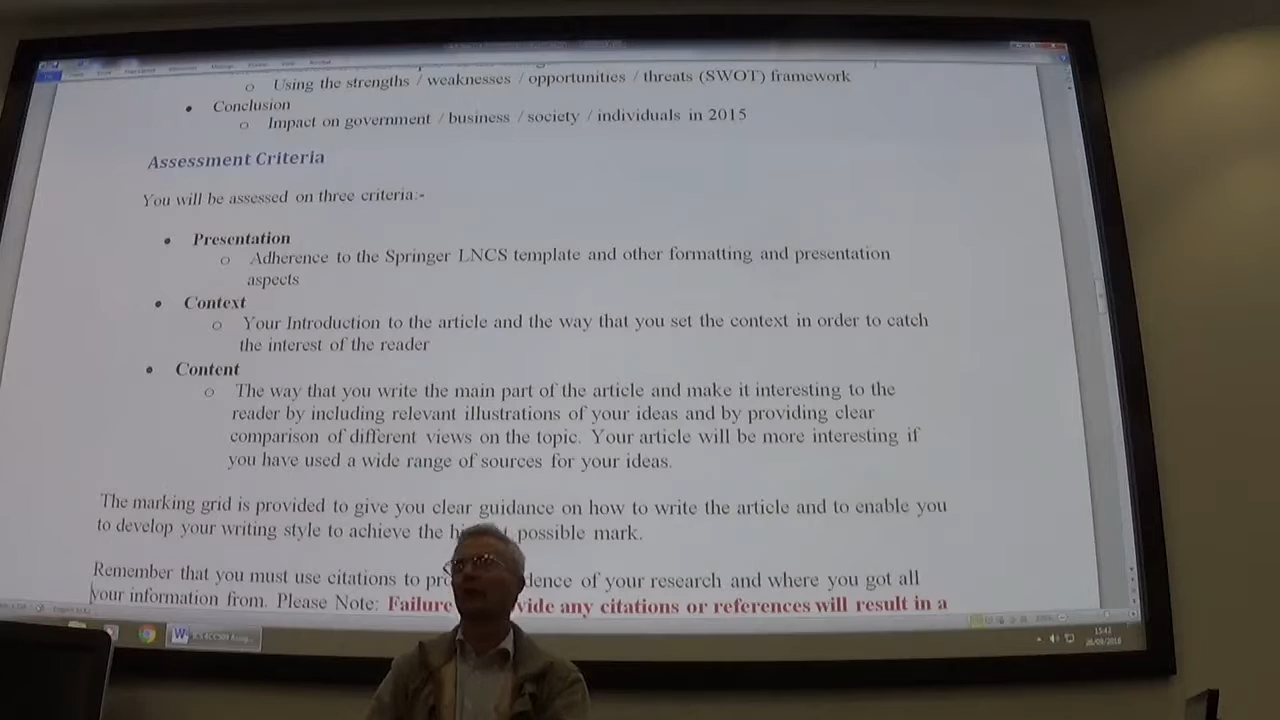 o Using the strengths / weaknesses / opportunities / threats (SWOT) framework
• Conclusion
o Impact on government / business / society / individuals in 2015
Assessment Criteria
You will be assessed on three criteria:-
• Presentation
o Adherence to the Springer LNCS template and other formatting and presentation
aspects
• Context
o Your Introduction to the article and the way that you set the context in order to catch
the interest of the reader
• Content
o The way that you write the main part of the article and make it interesting to the
reader by including relevant illustrations of your ideas and by providing clear
comparison of different views on the topic. Your article will be more interesting if
you have used a wide range of sources for your ideas.
The marking grid is provided to give you clear guidance on how to write the article and to enable you
to develop your writing style to achieve the possible mark.
Remember that you must use citations to of your research and where you got all
your information from. Please Note: Failure any citations or references will result in a
15:42